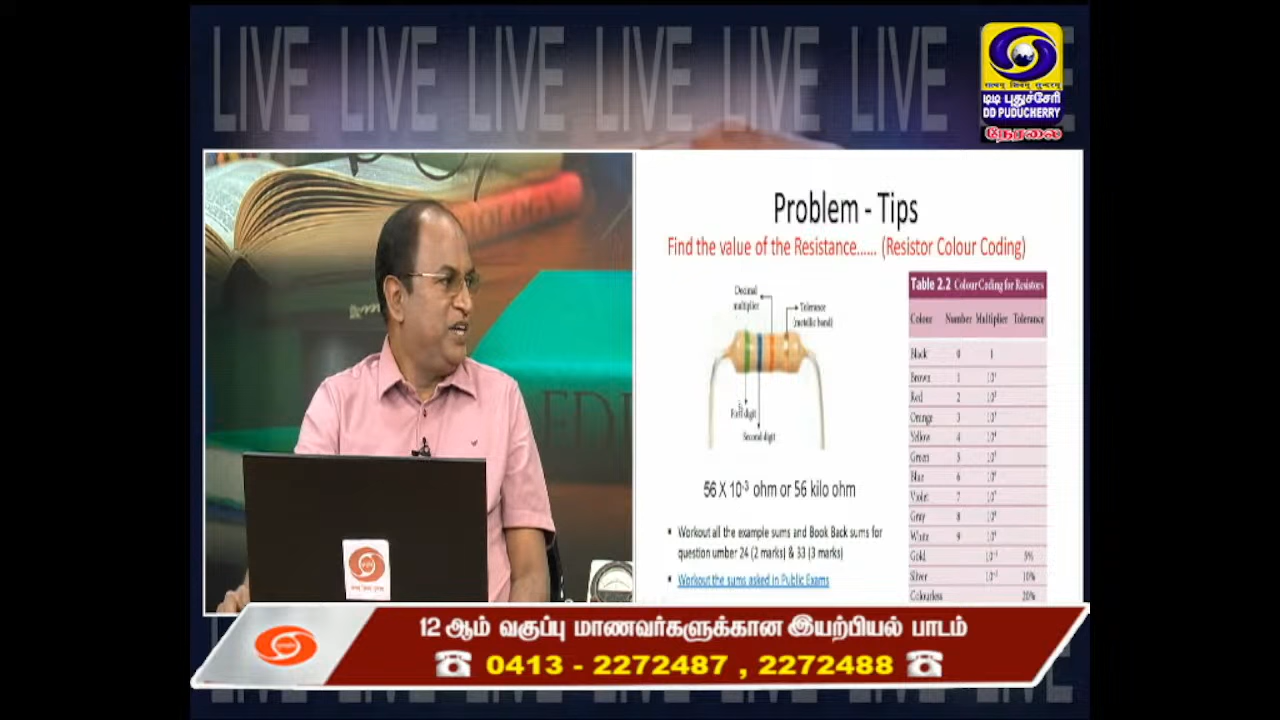 LIVE LIVE LIVE LIVE LIVE LIVE LIVE
டிடி புதுச்சேரி
DD PUDUCHERRY
நேரலை
BIOLOGY
Problem - Tips
Find the value of the Resistance...... (Resistor Colour Coding)
Decimal
multiplier
Tolerance
(metallic band)
First digit
Second digit
56 X 10⁻³ ohm or 56 kilo ohm
▪ Workout all the example sums and Book Back sums for
question umber 24 (2 marks) & 33 (3 marks)
▪ Workout the sums asked in Public Exams
Table 2.2 Colour Coding for Resistors
Colour Number Multiplier Tolerance
Black 0 1
Brown 1
Red 2
Orange 3
Yellow 4
Green 5
Blue 6
Violet 7
Gray 8
White 9
Gold 5%
Silver 10%
Colourless 20%
12 ஆம் வகுப்பு மாணவர்களுக்கான இயற்பியல் பாடம்
☎ 0413 - 2272487 , 2272488 ☎